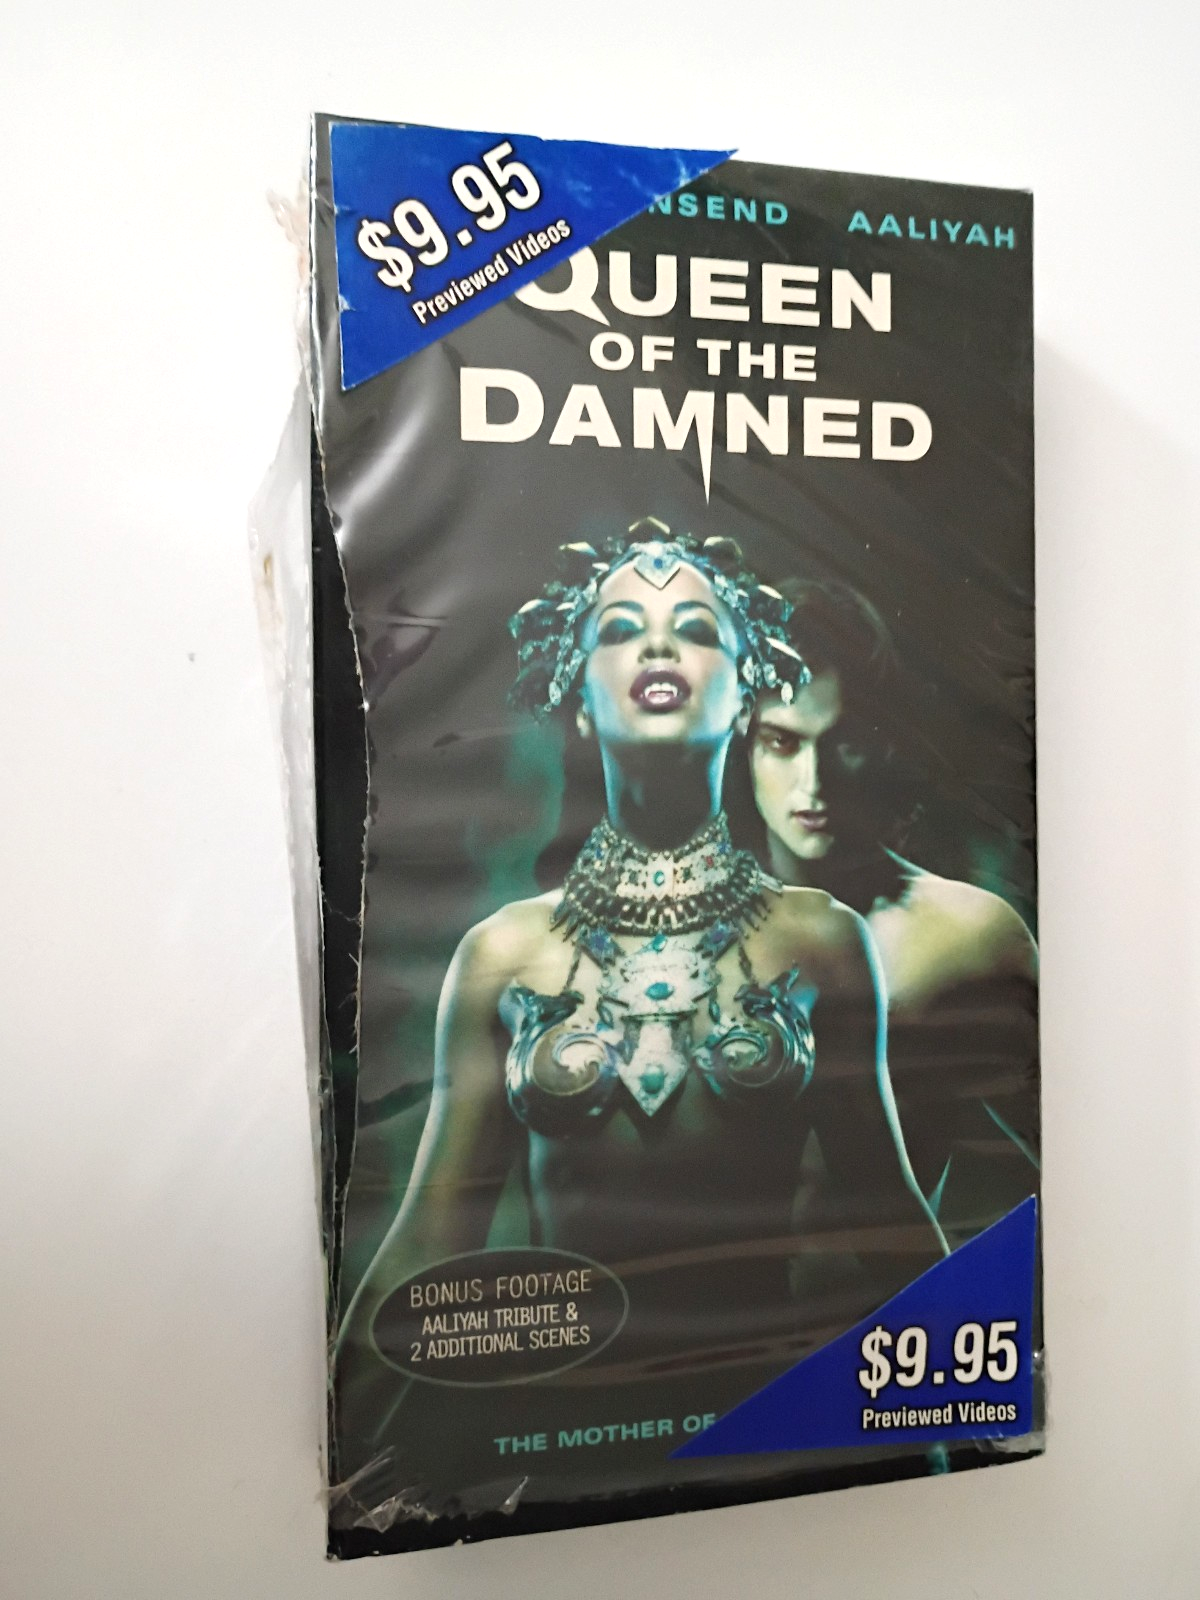 $9.95
Previewed Videos
NSEND AALIYAH
QUEEN
OF THE
DAMNED
BONUS FOOTAGE
AALIYAH TRIBUTE &
2 ADDITIONAL SCENES
THE MOTHER OF
$9.95
Previewed Videos